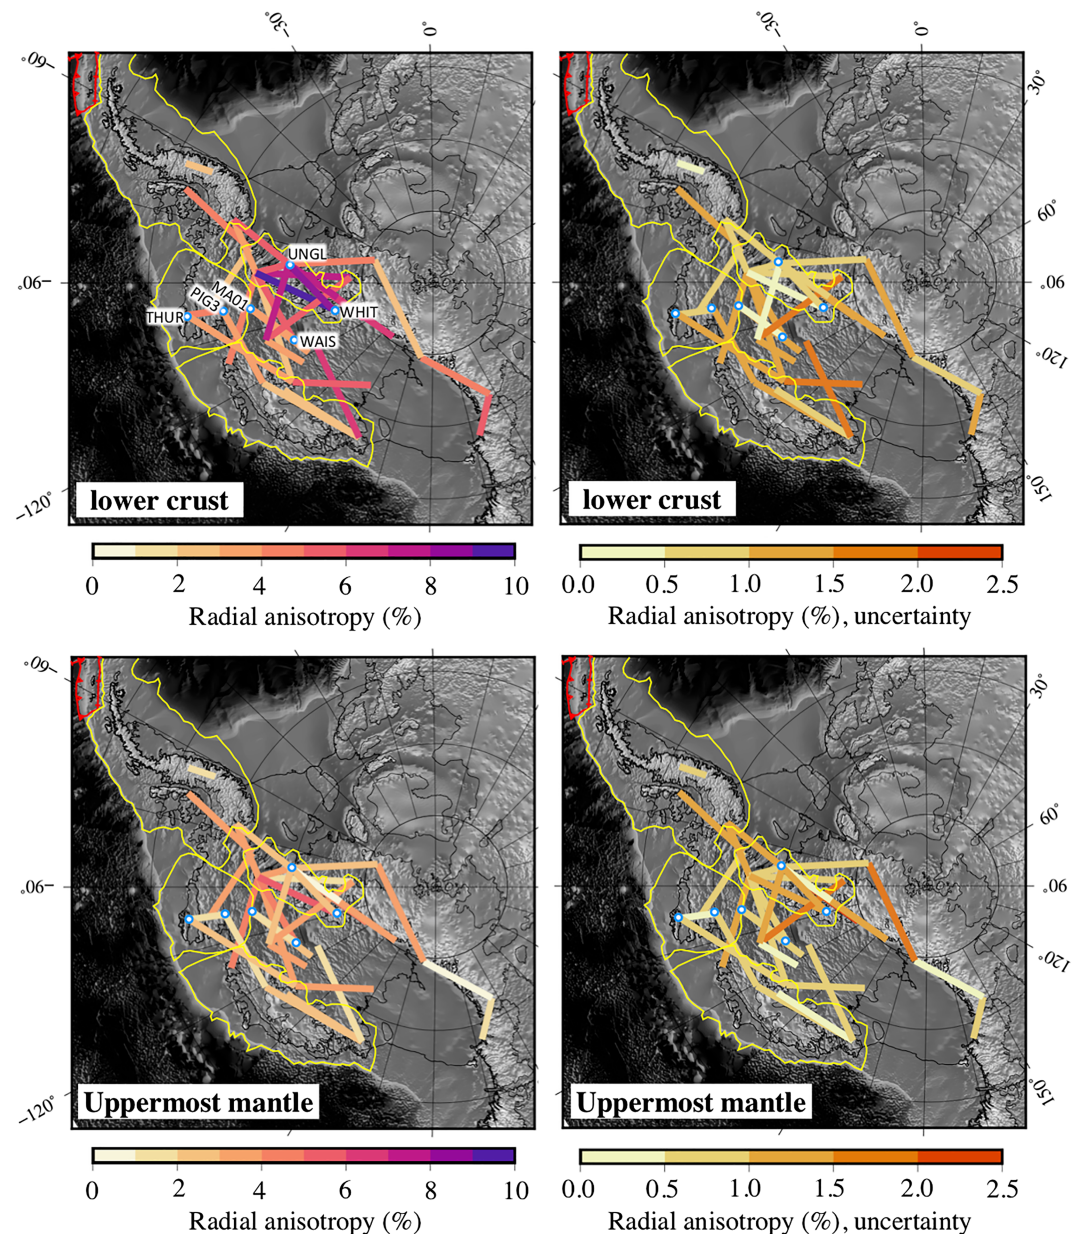 -30°
0°
-60°
30°
60°
-90
90
120°
-120°
150°
UNGL
MA01
PIG3
THUR
WHIT
WAIS
lower crust
lower crust
0 2 4 6 8 10
Radial anisotropy (%)
0.0 0.5 1.0 1.5 2.0 2.5
Radial anisotropy (%), uncertainty
-60°
30°
60°
-90
90
120°
-120°
150°
Uppermost mantle
Uppermost mantle
0 2 4 6 8 10
Radial anisotropy (%)
0.0 0.5 1.0 1.5 2.0 2.5
Radial anisotropy (%), uncertainty
-30°
0°